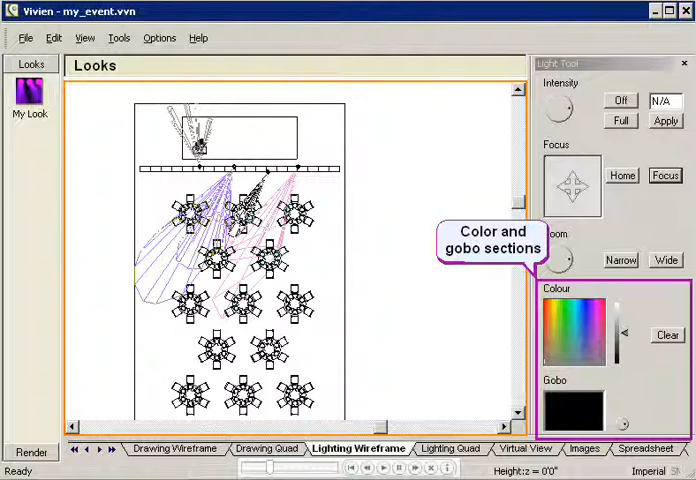 Vivien - my_event.vvn
File Edit View Tools Options Help
Looks
My Look
Render
Looks
Light Tool
Intensity
Off
N/A
Full
Apply
Focus
Home
Focus
Color and
gobo sections
Zoom
Narrow
Wide
Colour
Clear
Gobo
Drawing Wireframe Drawing Quad Lighting Wireframe Lighting Quad Virtual View Images Spreadsheet
Ready
Height:z = 0'0"
Imperial